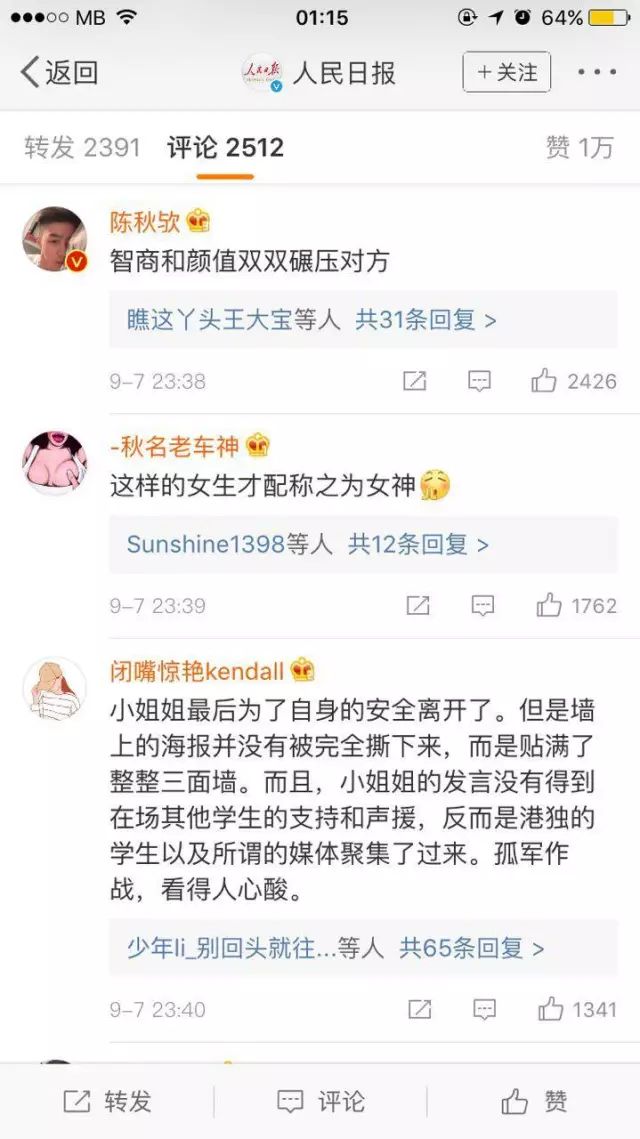 MB 01:15 64%
返回 人民日报 +关注
转发 2391 评论 2512 赞 1万
陈秋欤
智商和颜值双双碾压对方
瞧这丫头王大宝等人 共31条回复 >
9-7 23:38 2426
-秋名老车神
这样的女生才配称之为女神
Sunshine1398等人 共12条回复 >
9-7 23:39 1762
闭嘴惊艳kendall
小姐姐最后为了自身的安全离开了。但是墙
上的海报并没有被完全撕下来，而是贴满了
整整三面墙。而且，小姐姐的发言没有得到
在场其他学生的支持和声援，反而是港独的
学生以及所谓的媒体聚集了过来。孤军作
战，看得人心酸。
少年li_别回头就往...等人 共65条回复 >
9-7 23:40 1341
转发 评论 赞